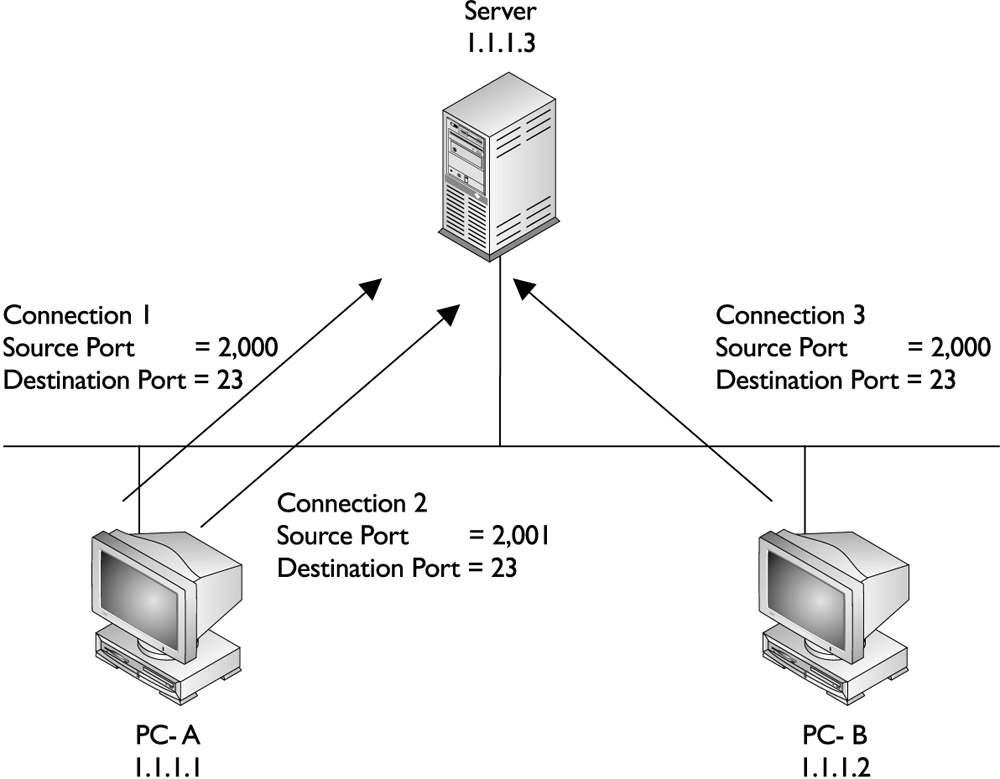 Server
1.1.1.3
Connection 1
Source Port = 2,000
Destination Port = 23
Connection 3
Source Port = 2,000
Destination Port = 23
Connection 2
Source Port = 2,001
Destination Port = 23
PC- A
1.1.1.1
PC- B
1.1.1.2